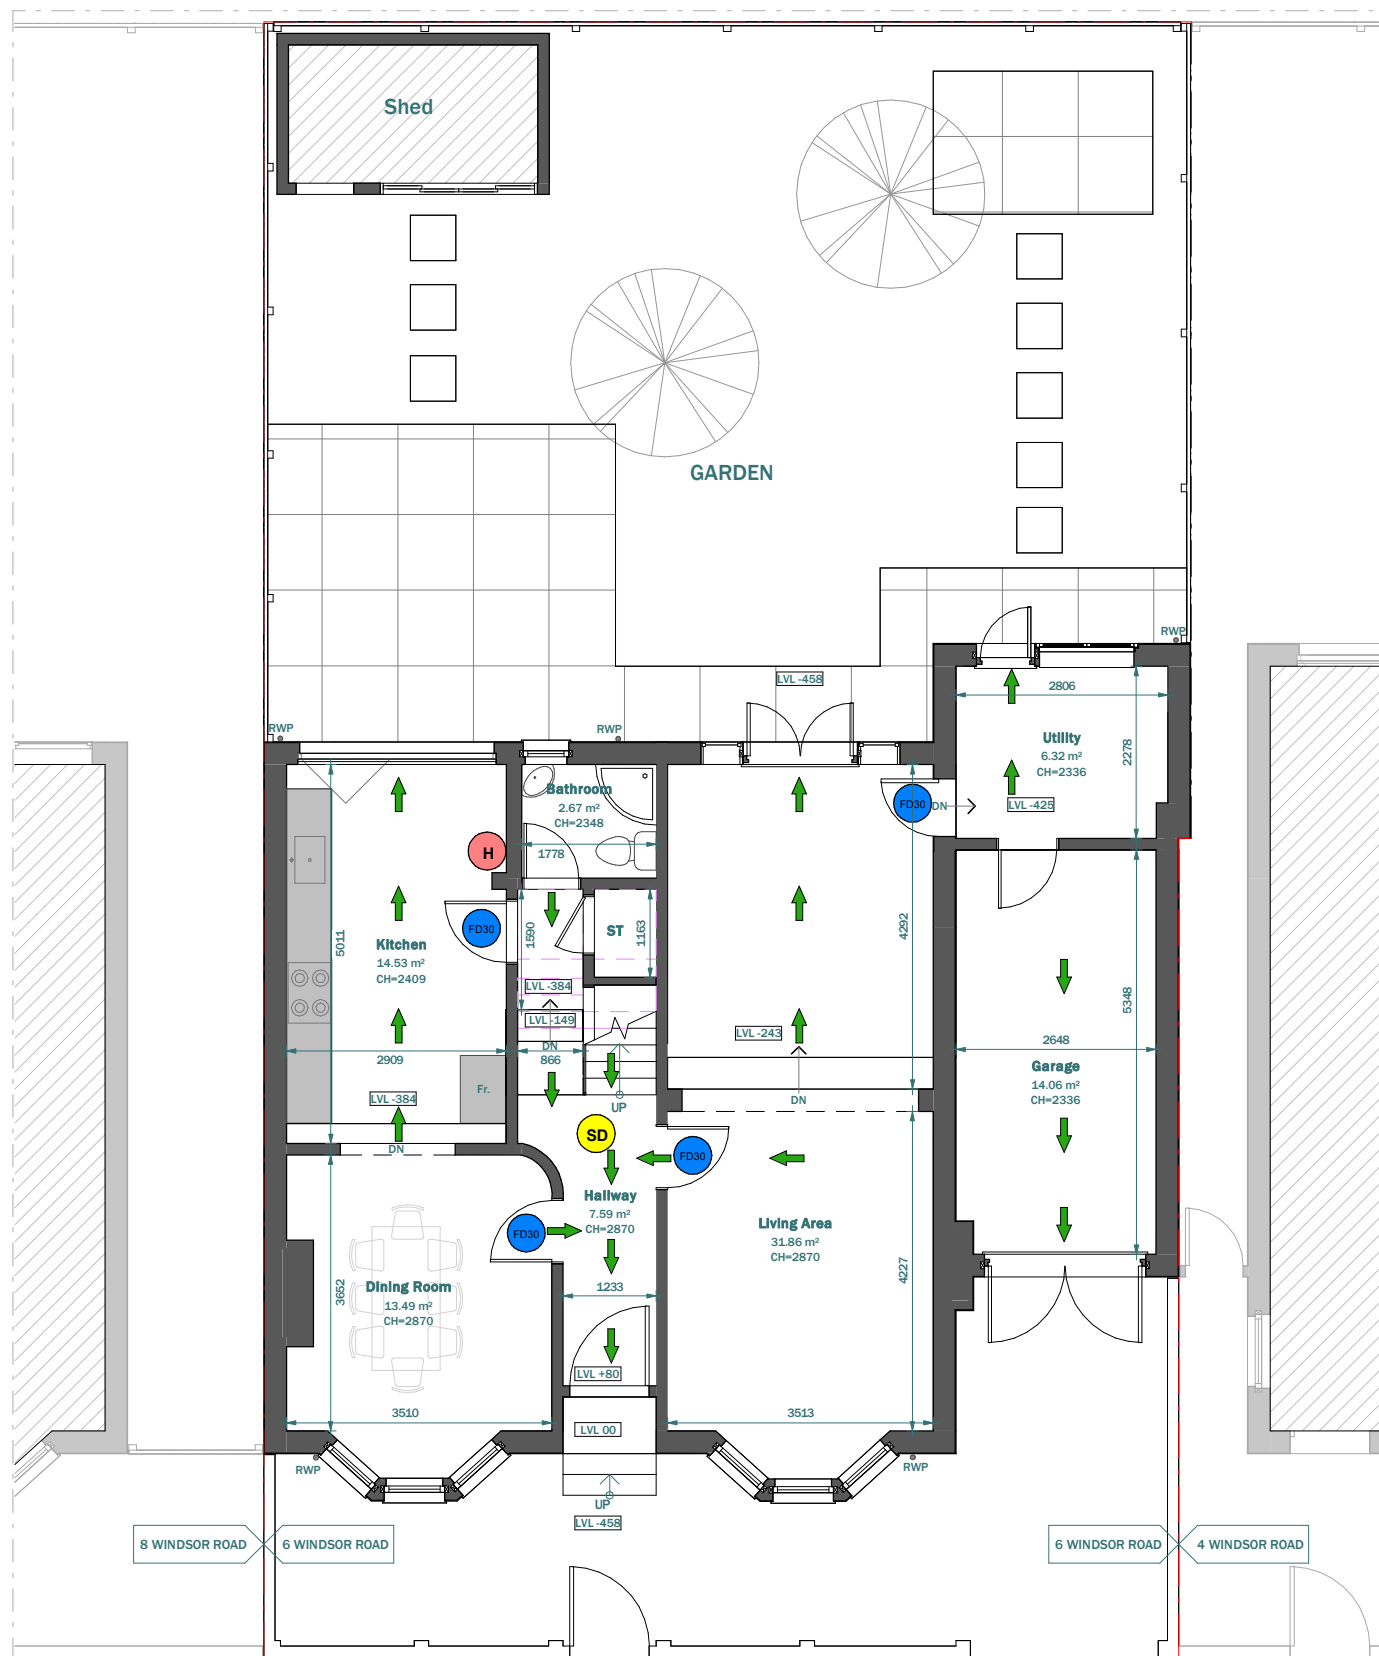 Shed
GARDEN
RWP
LVL -458
2806
RWP
RWP
Utility
6.32 m²
CH=2336
2278
Bathroom
2.67 m²
CH=2348
FD30
DN
LVL -425
H
1778
FD30
1590
ST
1163
4292
5011
Kitchen
14.53 m²
CH=2409
LVL -384
LVL -149
LVL -243
5348
DN
2909
866
2648
Garage
14.06 m²
CH=2336
Fr.
LVL -384
UP
DN
SD
DN
FD30
Hallway
7.59 m²
CH=2870
Living Area
31.86 m²
CH=2870
FD30
4227
3652
Dining Room
13.49 m²
CH=2870
1233
LVL +80
3510
3513
LVL 00
RWP
RWP
UP
LVL -458
8 WINDSOR ROAD
6 WINDSOR ROAD
6 WINDSOR ROAD
4 WINDSOR ROAD